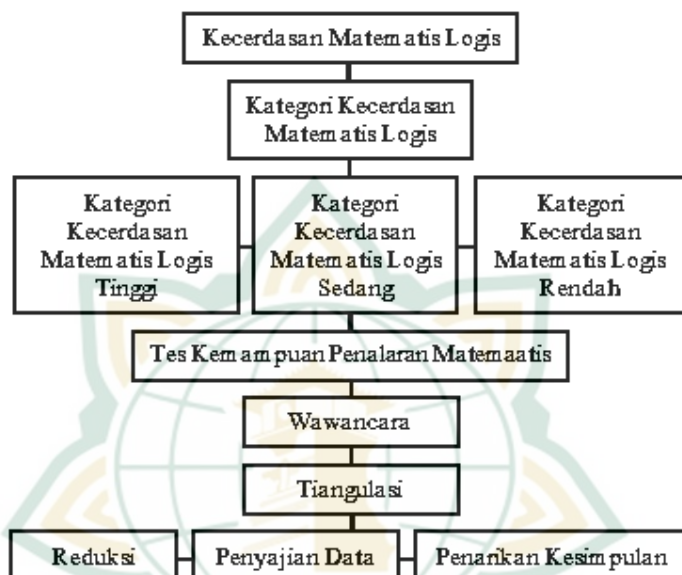 Kecerdasan Matematis Logis
Kategori Kecerdasan
Matematis Logis
Kategori
Kecerdasan
Matematis Logis
Tinggi
Kategori
Kecerdasan
Matematis Logis
Sedang
Kategori
Kecerdasan
Matematis Logis
Rendah
Tes Kemampuan Penalaran Matemaatis
Wawancara
Tiangulasi
Reduksi
Penyajian Data
Penarikan Kesimpulan